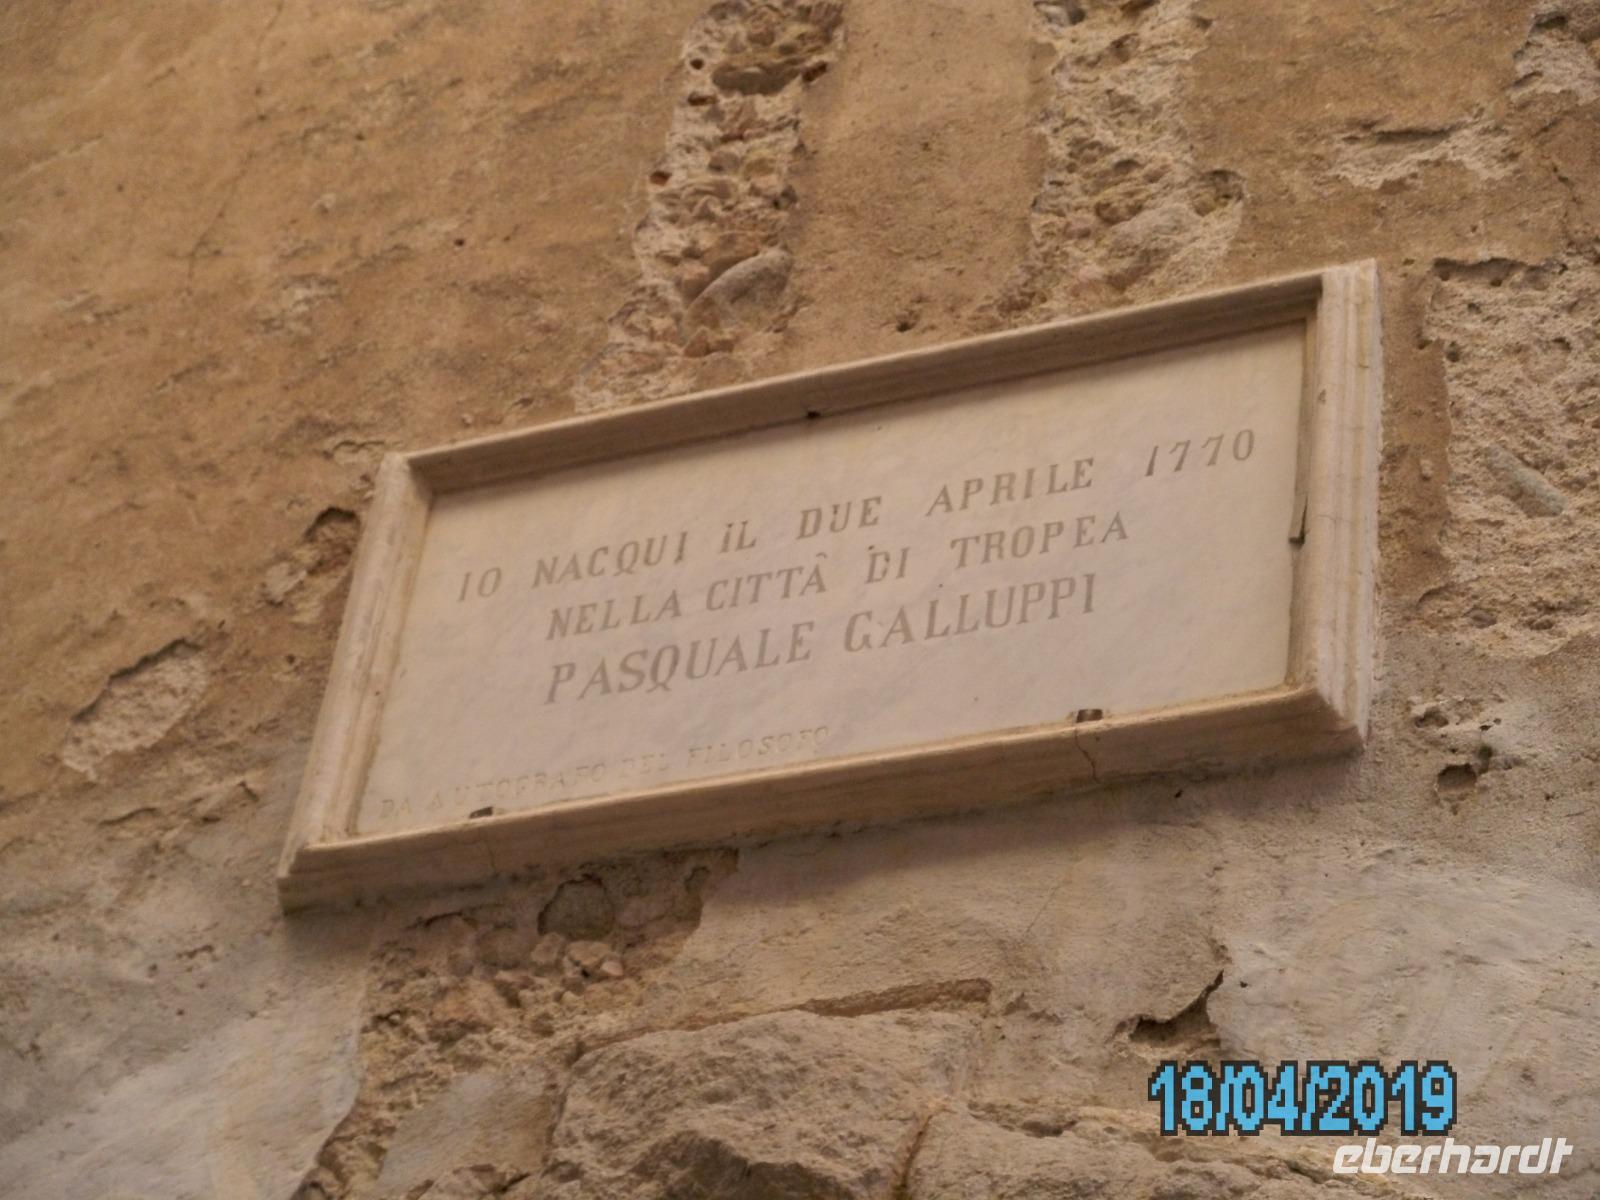 IO NACQUI IL DUE APRILE 1770
NELLA CITTÀ DI TROPEA
PASQUALE GALLUPPI
DA AUTOGRAFO DEL FILOSOFO
18/04/2019
eberhardt